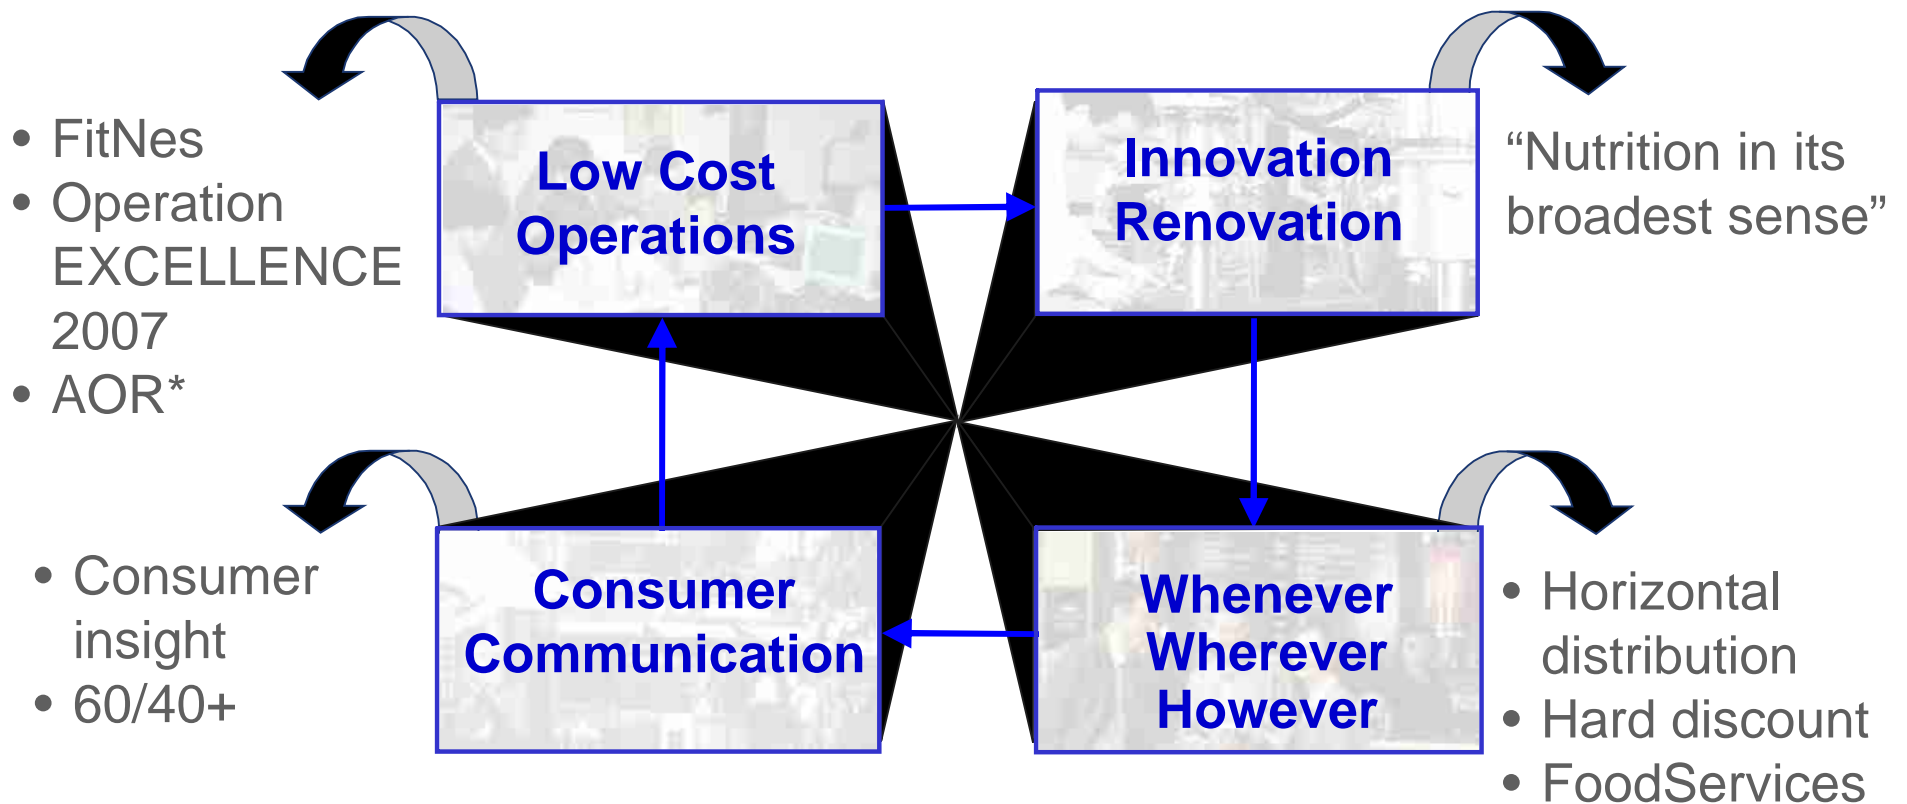 • FitNes
• Operation
EXCELLENCE
2007
• AOR*
Low Cost
Operations
Innovation
Renovation
“Nutrition in its
broadest sense”
• Consumer
insight
• 60/40+
Consumer
Communication
Whenever
Wherever
However
• Horizontal
distribution
• Hard discount
• FoodServices